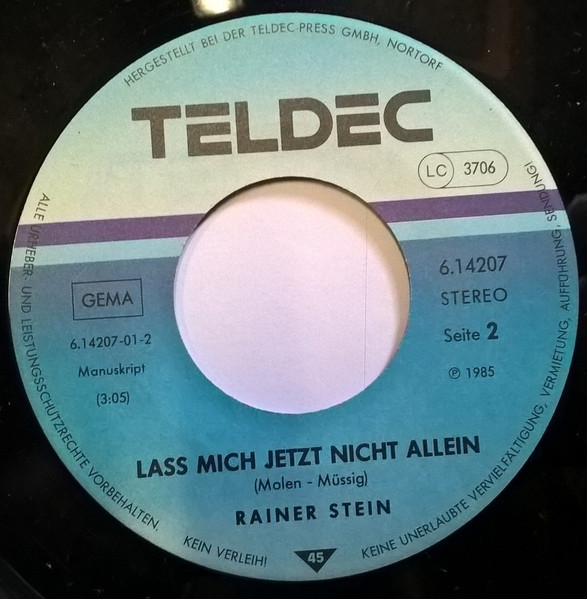 HERGESTELLT BEI DER TELDEC-PRESS GMBH, NORTORF
TELDEC
LC 3706
GEMA
6.14207-01-2
Manuskript
(3:05)
6.14207
STEREO
Seite 2
℗ 1985
LASS MICH JETZT NICHT ALLEIN
(Molen - Müssig)
RAINER STEIN
ALLE URHEBER- UND LEISTUNGSSCHUTZRECHTE VORBEHALTEN.
KEIN VERLEIH!
45
KEINE UNERLAUBTE VERVIELFÄLTIGUNG, VERMIETUNG, AUFFÜHRUNG, SENDUNG!